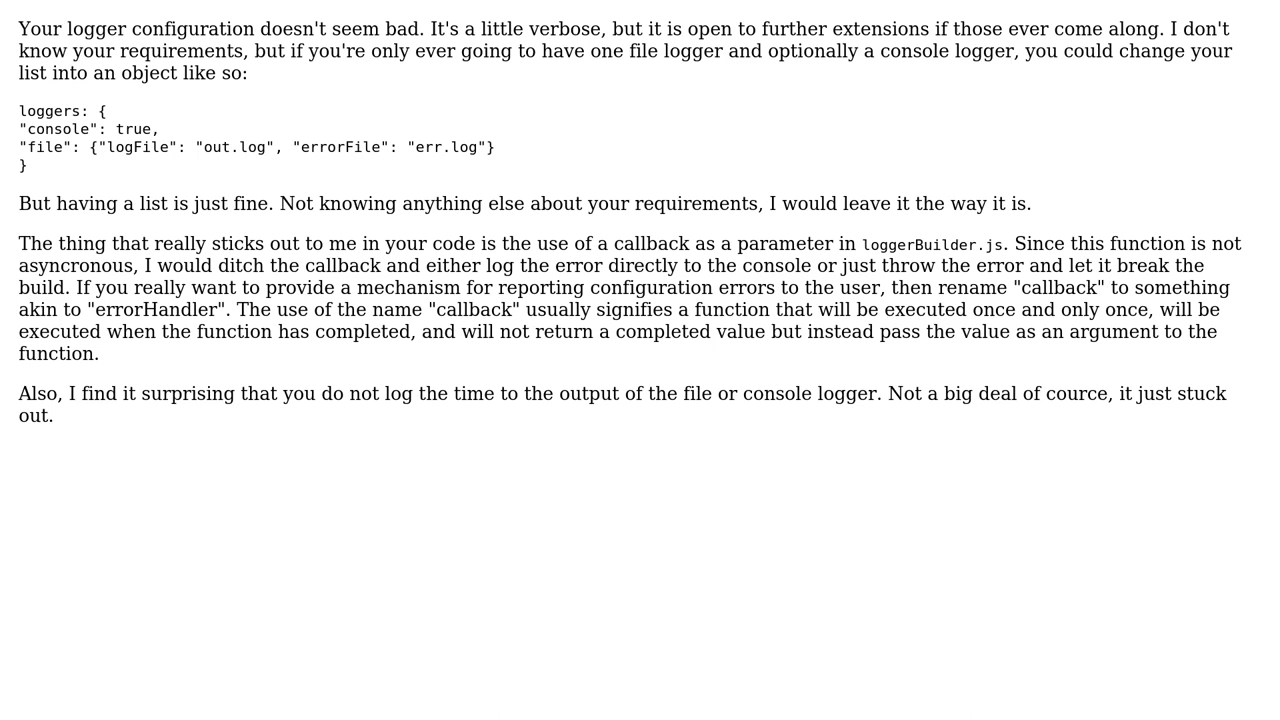 Your logger configuration doesn't seem bad. It's a little verbose, but it is open to further extensions if those ever come along. I don't
know your requirements, but if you're only ever going to have one file logger and optionally a console logger, you could change your
list into an object like so:
loggers: {
"console": true,
"file": {"logFile": "out.log", "errorFile": "err.log"}
}
But having a list is just fine. Not knowing anything else about your requirements, I would leave it the way it is.
The thing that really sticks out to me in your code is the use of a callback as a parameter in loggerBuilder.js. Since this function is not
asyncronous, I would ditch the callback and either log the error directly to the console or just throw the error and let it break the
build. If you really want to provide a mechanism for reporting configuration errors to the user, then rename "callback" to something
akin to "errorHandler". The use of the name "callback" usually signifies a function that will be executed once and only once, will be
executed when the function has completed, and will not return a completed value but instead pass the value as an argument to the
function.
Also, I find it surprising that you do not log the time to the output of the file or console logger. Not a big deal of cource, it just stuck
out.